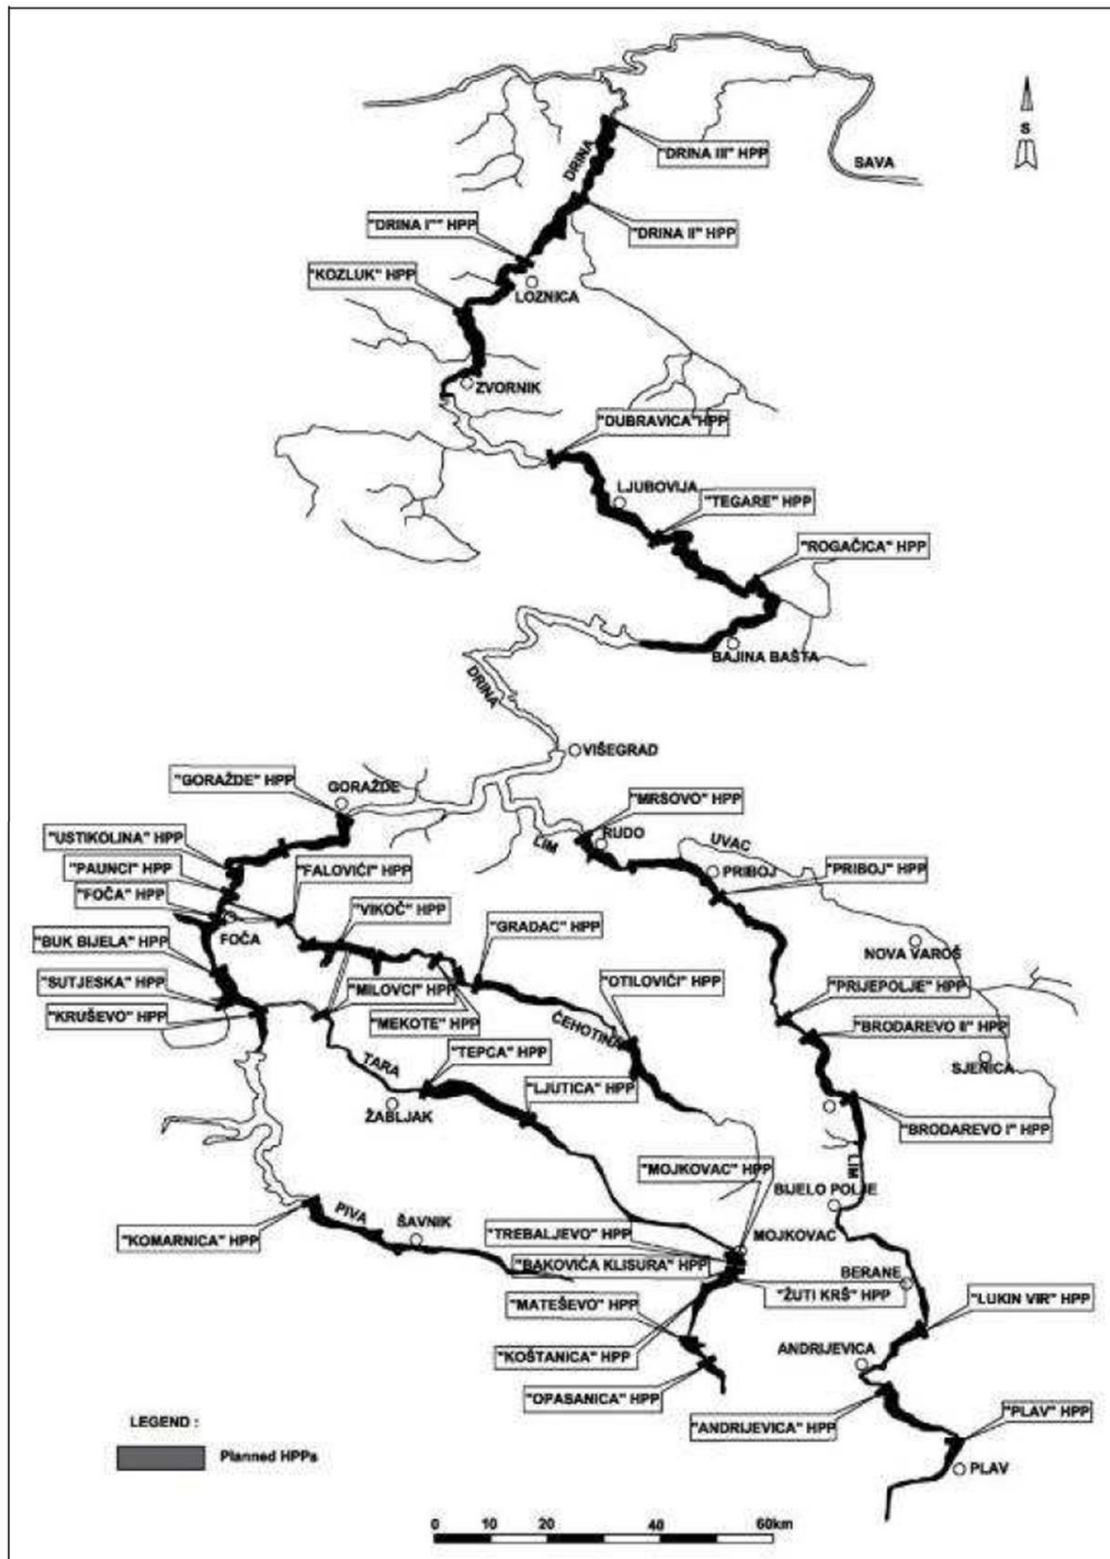 "DRINA III" HPP
DRINA
S
SAVA
"DRINA I"" HPP
"DRINA II" HPP
"KOZLUK" HPP
LOZNICA
ZVORNIK
"DUBRAVICA"HPP
LJUBOVIJA
"TEGARE" HPP
"ROGAČICA" HPP
BAJINA BAŠTA
DRINA
VIŠEGRAD
"GORAŽDE" HPP
GORAŽDE
"MRSOVO" HPP
"USTIKOLINA" HPP
LIM
RUDO
UVAC
"PAUNCI" HPP
"FALOVIĆI" HPP
PRIBOJ
"PRIBOJ" HPP
"FOČA" HPP
"VIKOČ" HPP
"GRADAC" HPP
FOČA
"BUK BIJELA" HPP
NOVA VAROŠ
"OTILOVIČI" HPP
"SUTJESKA" HPP
"MILOVCI" HPP
"PRIJEPOLJE" HPP
"KRUŠEVO" HPP
"MEKOTE" HPP
ČEHOTINA
"BRODAREVO II" HPP
"TEPCA" HPP
TARA
SJENICA
"LJUTICA" HPP
ŽABLJAK
"BRODAREVO I" HPP
"MOJKOVAC" HPP
LIM
BIJELO POLJE
PIVA
ŠAVNIK
"TREBALJEVO" HPP
MOJKOVAC
"KOMARNICA" HPP
"BAKOVIĆA KLISURA" HPP
BERANE
"ŽUTI KRŠ" HPP
"MATEŠEVO" HPP
"LUKIN VIR" HPP
ANDRIJEVICA
"KOŠTANICA" HPP
"OPASANICA" HPP
"PLAV" HPP
"ANDRIJEVICA" HPP
LEGEND :
Planned HPPs
PLAV
0 10 20 40 60km